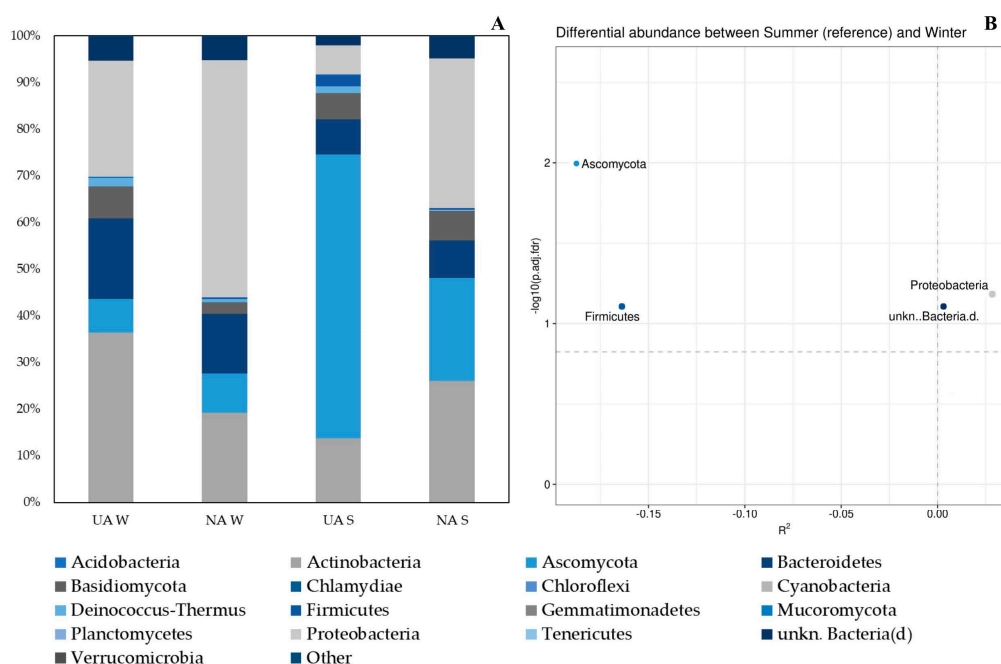 A
100%
90%
80%
70%
60%
50%
40%
30%
20%
10%
0%
UA W
NA W
UA S
NA S
B
Differential abundance between Summer (reference) and Winter
-log10(p.adj.fdr)
2
1
0
Ascomycota
Proteobacteria
Firmicutes
unkn..Bacteria.d.
-0.15
-0.10
-0.05
0.00
R²
Acidobacteria Actinobacteria Ascomycota Bacteroidetes
Basidiomycota Chlamydiae Chloroflexi Cyanobacteria
Deinococcus-Thermus Firmicutes Gemmatimonadetes Mucoromycota
Planctomycetes Proteobacteria Tenericutes unkn. Bacteria(d)
Verrucomicrobia Other